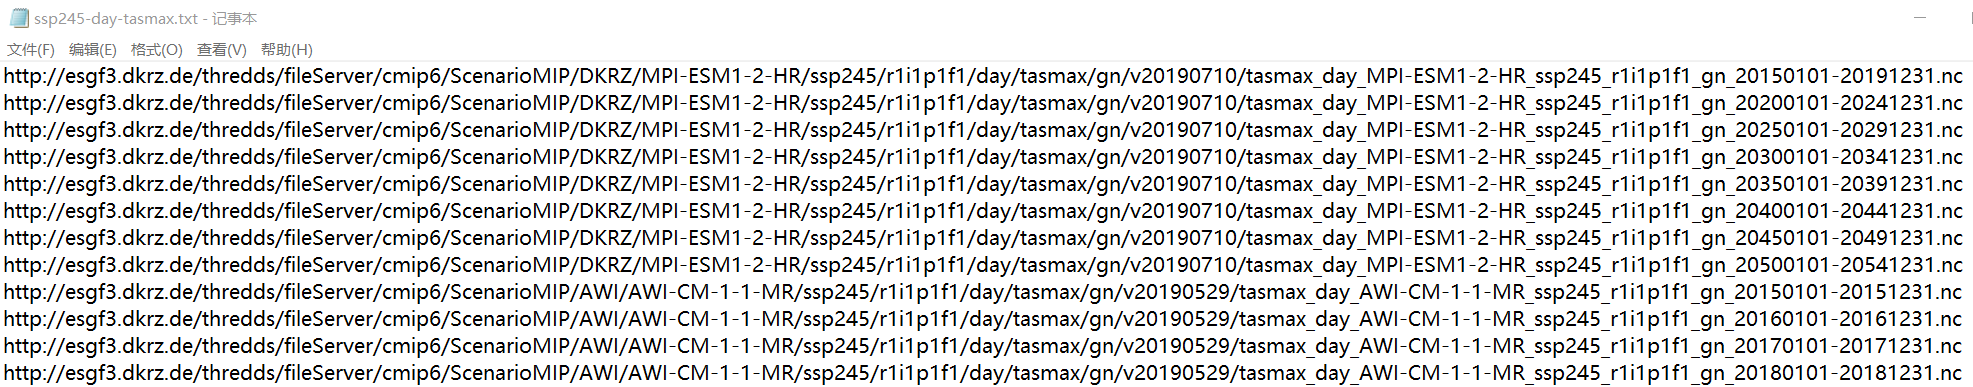 ssp245-day-tasmax.txt - 记事本
文件(F) 编辑(E) 格式(O) 查看(V) 帮助(H)
http://esgf3.dkrz.de/thredds/fileServer/cmip6/ScenarioMIP/DKRZ/MPI-ESM1-2-HR/ssp245/r1i1p1f1/day/tasmax/gn/v20190710/tasmax_day_MPI-ESM1-2-HR_ssp245_r1i1p1f1_gn_20150101-20191231.nc
http://esgf3.dkrz.de/thredds/fileServer/cmip6/ScenarioMIP/DKRZ/MPI-ESM1-2-HR/ssp245/r1i1p1f1/day/tasmax/gn/v20190710/tasmax_day_MPI-ESM1-2-HR_ssp245_r1i1p1f1_gn_20200101-20241231.nc
http://esgf3.dkrz.de/thredds/fileServer/cmip6/ScenarioMIP/DKRZ/MPI-ESM1-2-HR/ssp245/r1i1p1f1/day/tasmax/gn/v20190710/tasmax_day_MPI-ESM1-2-HR_ssp245_r1i1p1f1_gn_20250101-20291231.nc
http://esgf3.dkrz.de/thredds/fileServer/cmip6/ScenarioMIP/DKRZ/MPI-ESM1-2-HR/ssp245/r1i1p1f1/day/tasmax/gn/v20190710/tasmax_day_MPI-ESM1-2-HR_ssp245_r1i1p1f1_gn_20300101-20341231.nc
http://esgf3.dkrz.de/thredds/fileServer/cmip6/ScenarioMIP/DKRZ/MPI-ESM1-2-HR/ssp245/r1i1p1f1/day/tasmax/gn/v20190710/tasmax_day_MPI-ESM1-2-HR_ssp245_r1i1p1f1_gn_20350101-20391231.nc
http://esgf3.dkrz.de/thredds/fileServer/cmip6/ScenarioMIP/DKRZ/MPI-ESM1-2-HR/ssp245/r1i1p1f1/day/tasmax/gn/v20190710/tasmax_day_MPI-ESM1-2-HR_ssp245_r1i1p1f1_gn_20400101-20441231.nc
http://esgf3.dkrz.de/thredds/fileServer/cmip6/ScenarioMIP/DKRZ/MPI-ESM1-2-HR/ssp245/r1i1p1f1/day/tasmax/gn/v20190710/tasmax_day_MPI-ESM1-2-HR_ssp245_r1i1p1f1_gn_20450101-20491231.nc
http://esgf3.dkrz.de/thredds/fileServer/cmip6/ScenarioMIP/DKRZ/MPI-ESM1-2-HR/ssp245/r1i1p1f1/day/tasmax/gn/v20190710/tasmax_day_MPI-ESM1-2-HR_ssp245_r1i1p1f1_gn_20500101-20541231.nc
http://esgf3.dkrz.de/thredds/fileServer/cmip6/ScenarioMIP/AWI/AWI-CM-1-1-MR/ssp245/r1i1p1f1/day/tasmax/gn/v20190529/tasmax_day_AWI-CM-1-1-MR_ssp245_r1i1p1f1_gn_20150101-20151231.nc
http://esgf3.dkrz.de/thredds/fileServer/cmip6/ScenarioMIP/AWI/AWI-CM-1-1-MR/ssp245/r1i1p1f1/day/tasmax/gn/v20190529/tasmax_day_AWI-CM-1-1-MR_ssp245_r1i1p1f1_gn_20160101-20161231.nc
http://esgf3.dkrz.de/thredds/fileServer/cmip6/ScenarioMIP/AWI/AWI-CM-1-1-MR/ssp245/r1i1p1f1/day/tasmax/gn/v20190529/tasmax_day_AWI-CM-1-1-MR_ssp245_r1i1p1f1_gn_20170101-20171231.nc
http://esgf3.dkrz.de/thredds/fileServer/cmip6/ScenarioMIP/AWI/AWI-CM-1-1-MR/ssp245/r1i1p1f1/day/tasmax/gn/v20190529/tasmax_day_AWI-CM-1-1-MR_ssp245_r1i1p1f1_gn_20180101-20181231.nc